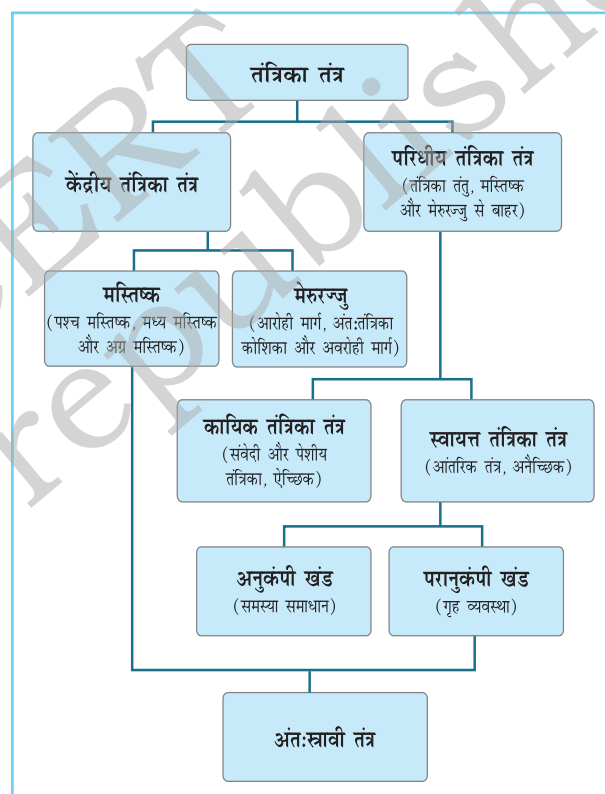 तंत्रिका तंत्र
केंद्रीय तंत्रिका तंत्र
परिधीय तंत्रिका तंत्र
(तंत्रिका तंतु, मस्तिष्क
और मेरुरज्जु से बाहर)
मस्तिष्क
(पश्च मस्तिष्क, मध्य मस्तिष्क
और अग्र मस्तिष्क)
मेरुरज्जु
(आरोही मार्ग, अंत:तंत्रिका
कोशिका और अवरोही मार्ग)
कायिक तंत्रिका तंत्र
(संवेदी और पेशीय
तंत्रिका, ऐच्छिक)
स्वायत्त तंत्रिका तंत्र
(आंतरिक तंत्र, अनैच्छिक)
अनुकंपी खंड
(समस्या समाधान)
परानुकंपी खंड
(गृह व्यवस्था)
अंत:स्त्रावी तंत्र
republishe